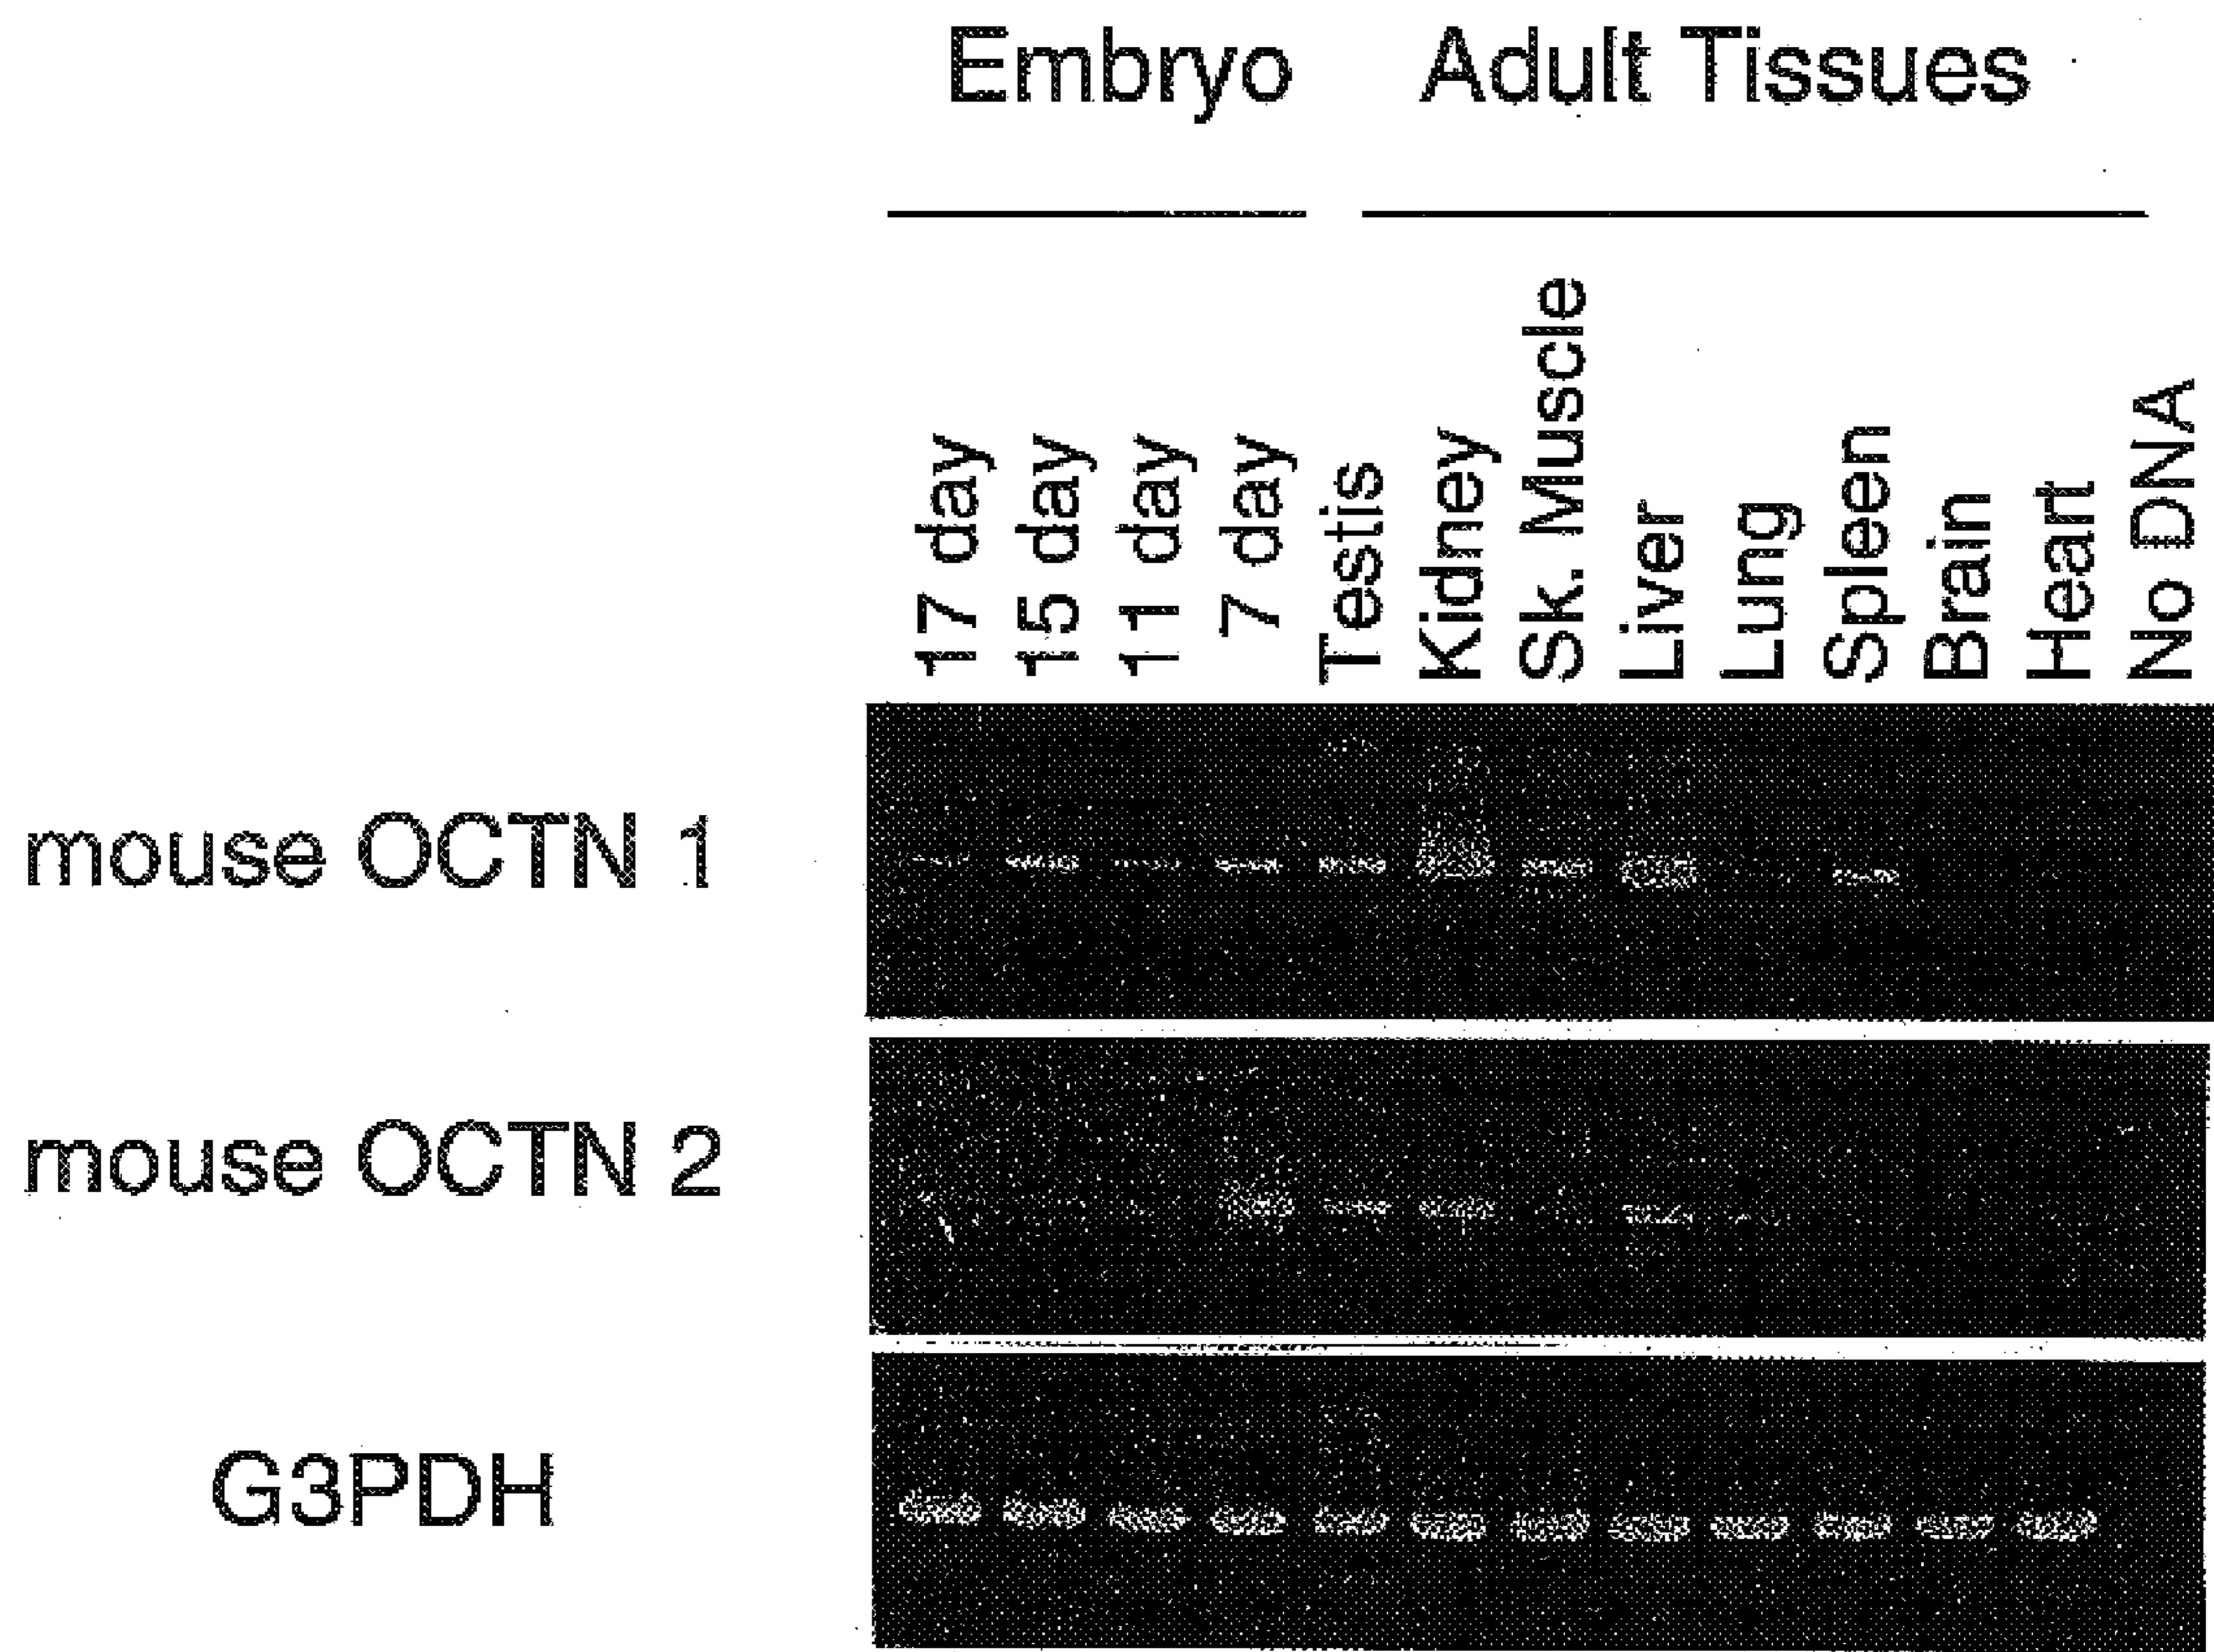 Embryo Adult Tissues
17 day 15 day 11 day 7 day Testis Kidney Sk. Muscle Liver Lung Spleen Brain Heart No DNA
mouse OCTN 1
mouse OCTN 2
G3PDH